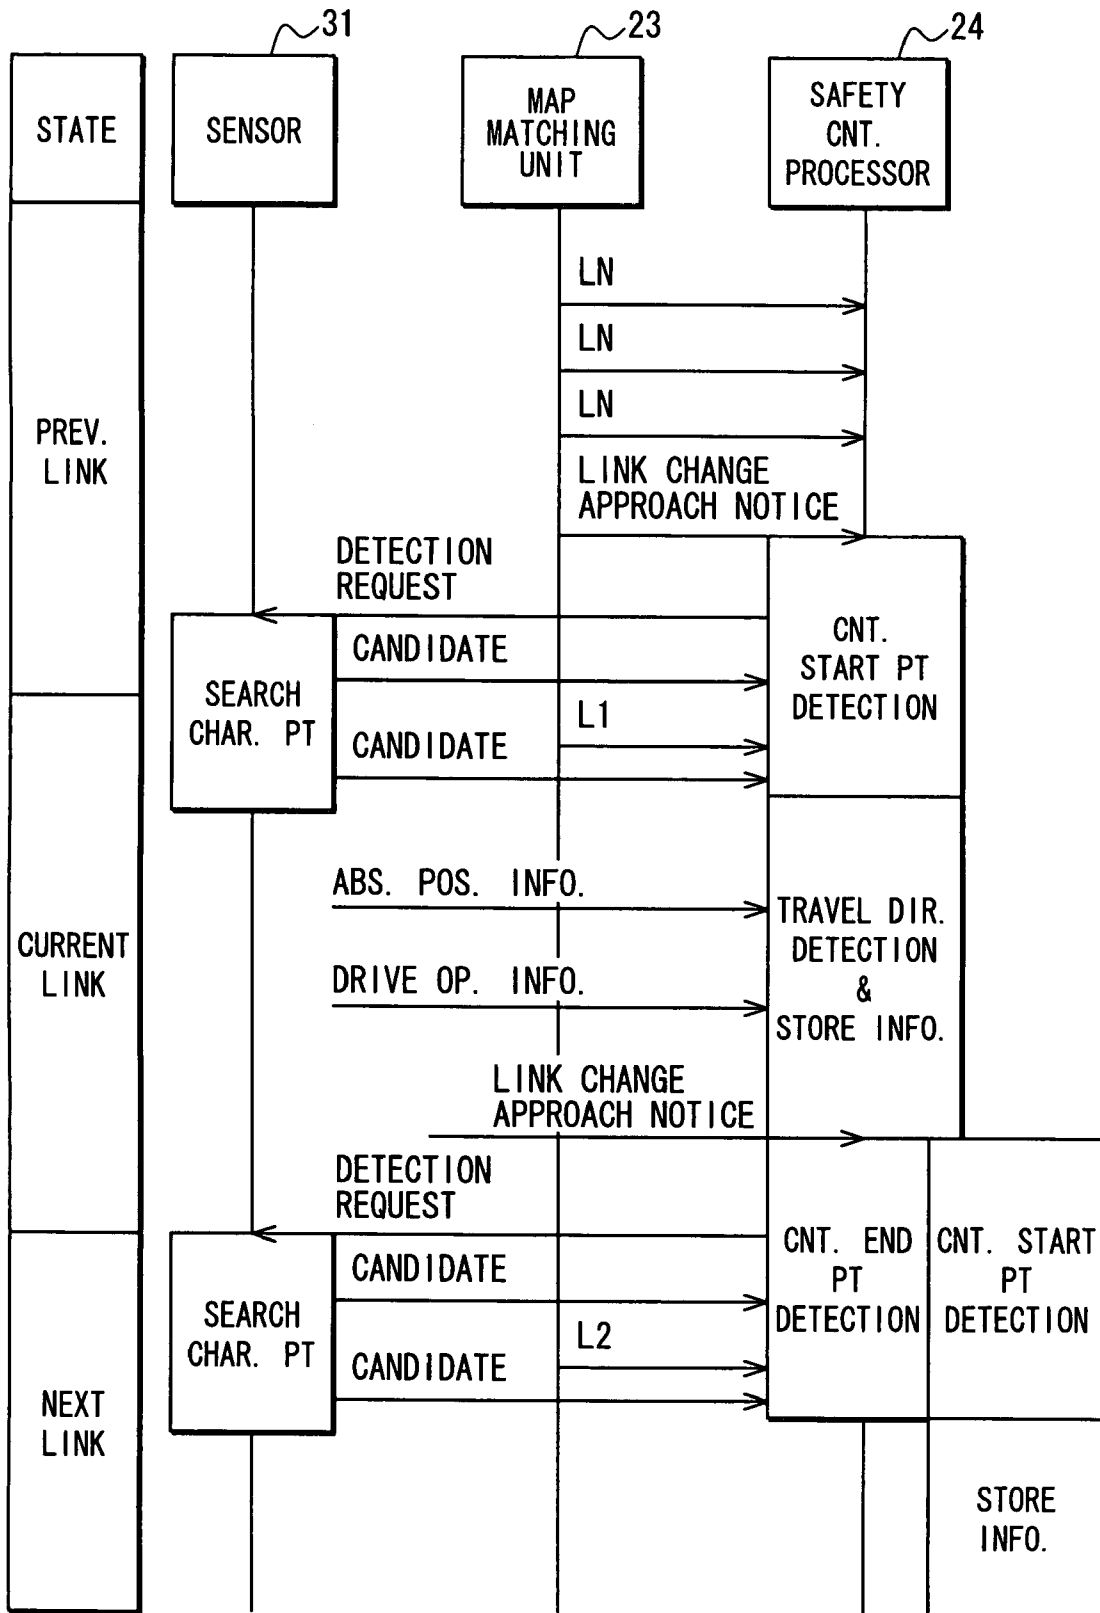 31
23
24
STATE
SENSOR
MAP
MATCHING
UNIT
SAFETY
CNT.
PROCESSOR
LN
LN
LN
PREV.
LINK
LINK CHANGE
APPROACH NOTICE
DETECTION
REQUEST
CANDIDATE
CNT.
START PT
DETECTION
SEARCH
CHAR. PT
L1
CANDIDATE
ABS. POS. INFO.
TRAVEL DIR.
DETECTION
&
STORE INFO.
CURRENT
LINK
DRIVE OP. INFO.
LINK CHANGE
APPROACH NOTICE
DETECTION
REQUEST
CNT. END
PT
DETECTION
CNT. START
PT
DETECTION
CANDIDATE
SEARCH
CHAR. PT
L2
CANDIDATE
NEXT
LINK
STORE
INFO.